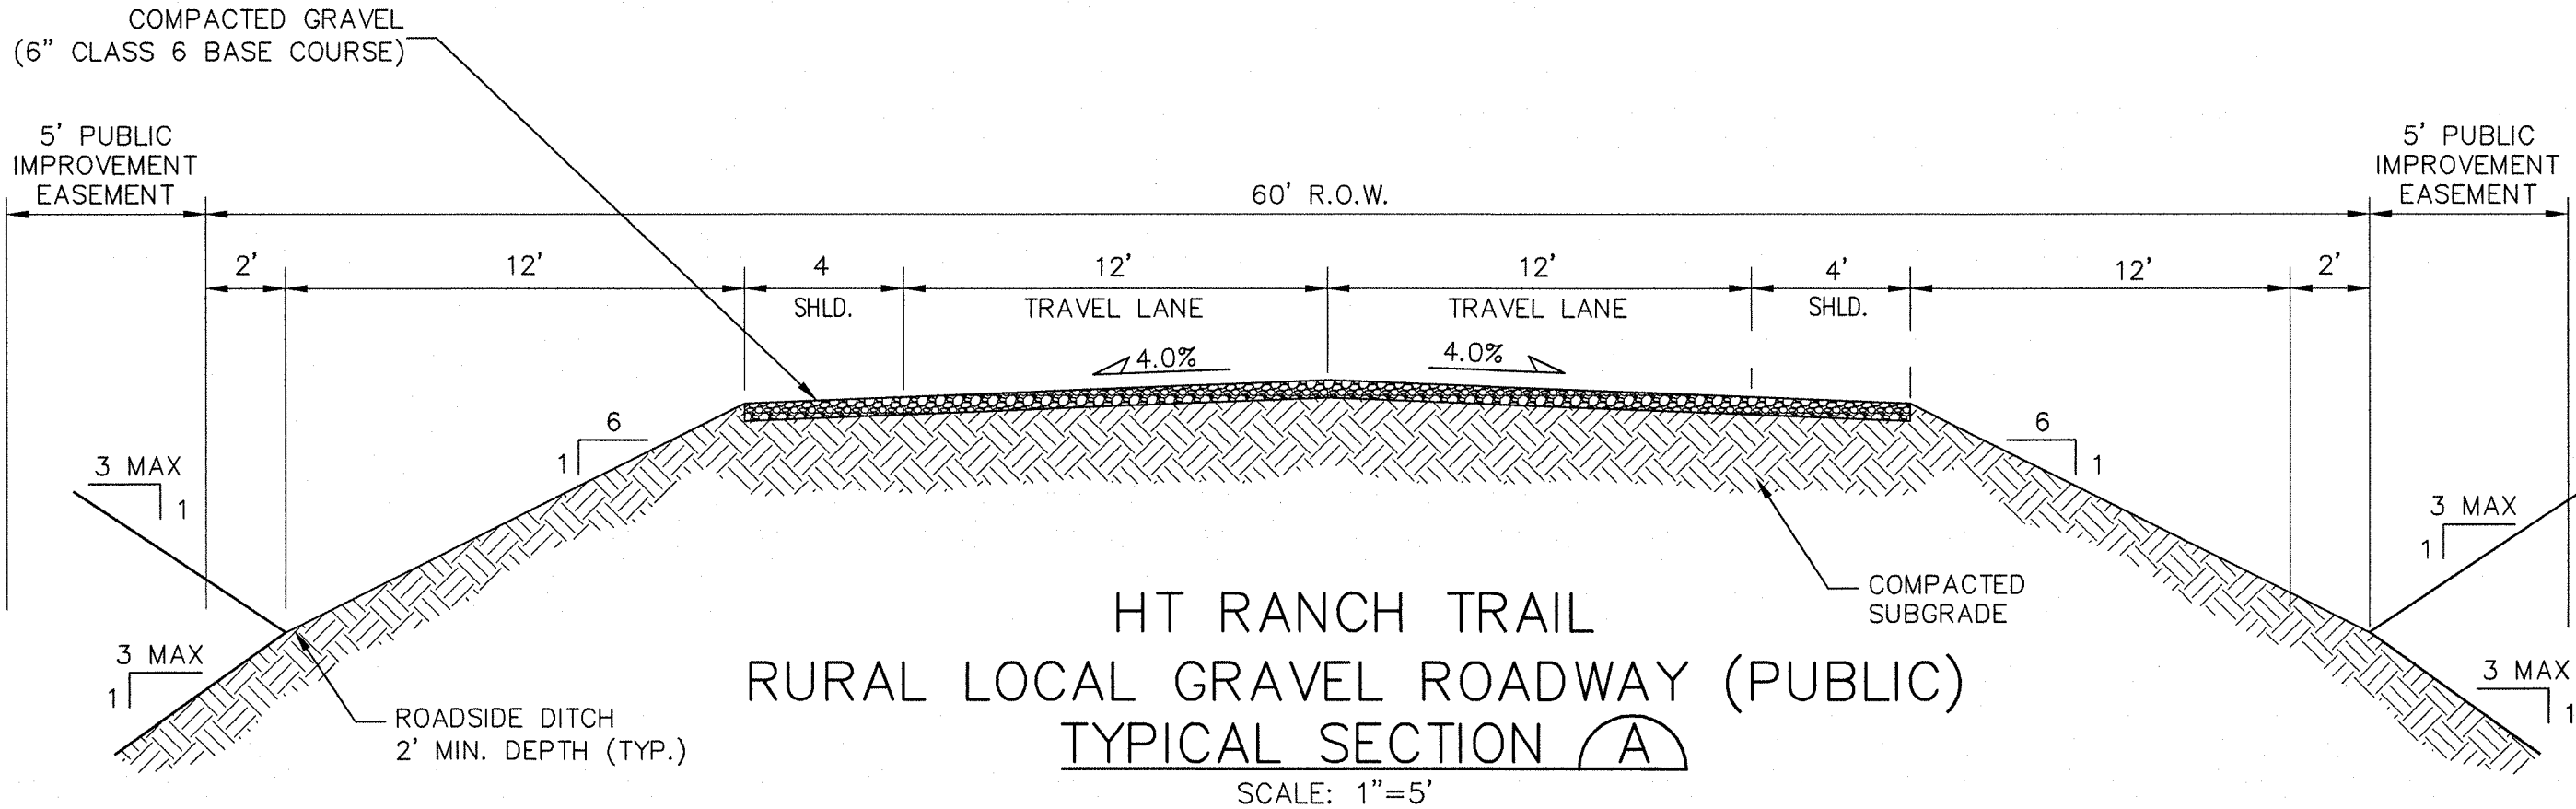 COMPACTED GRAVEL
(6" CLASS 6 BASE COURSE)
5' PUBLIC
IMPROVEMENT
EASEMENT
5' PUBLIC
IMPROVEMENT
EASEMENT
60' R.O.W.
2'
12'
4
12'
12'
4'
12'
2'
SHLD.
TRAVEL LANE
TRAVEL LANE
SHLD.
4.0%
4.0%
6
1
6
1
3 MAX
1
3 MAX
1
3 MAX
1
3 MAX
1
COMPACTED
SUBGRADE
ROADSIDE DITCH
2' MIN. DEPTH (TYP.)
HT RANCH TRAIL
RURAL LOCAL GRAVEL ROADWAY (PUBLIC)
TYPICAL SECTION A
SCALE: 1"=5'